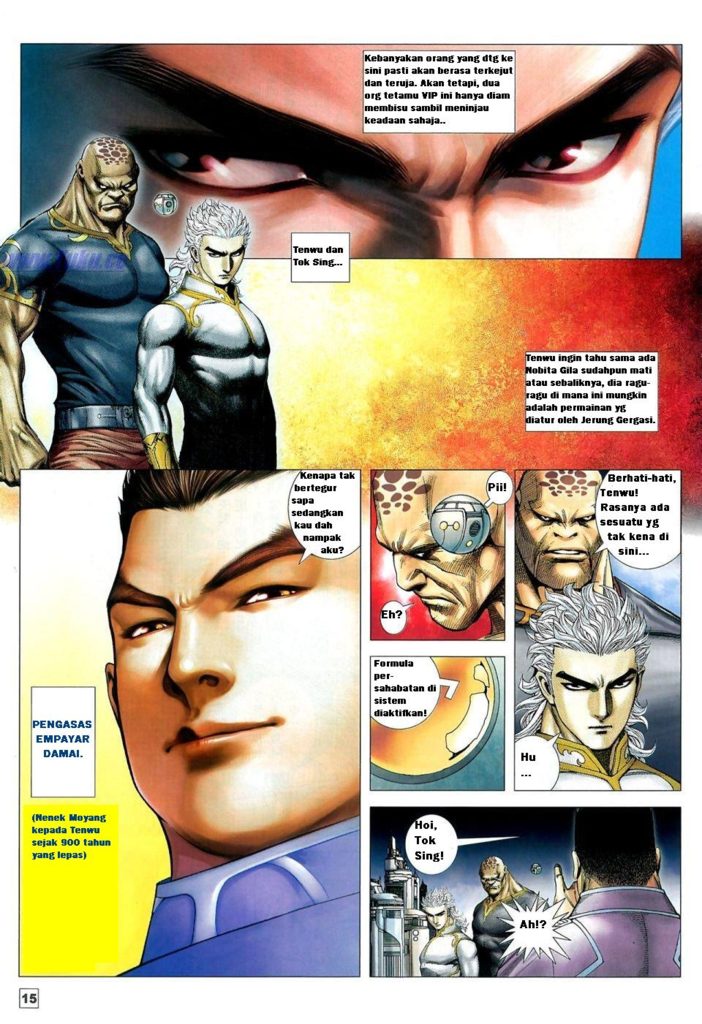 Kebanyakan orang yang dtg ke
sini pasti akan berasa terkejut
dan teruja. Akan tetapi, dua
org tetamu VIP ini hanya diam
membisu sambil meninjau
keadaan sahaja..
Tenwu dan
Tok Sing...
Tenwu ingin tahu sama ada
Nobita Gila sudahpun mati
atau sebaliknya, dia ragu-
ragu di mana ini mungkin
adalah permainan yg
diatur oleh Jerung Gergasi.
Kenapa tak
bertegur
sapa
sedangkan
kau dah
nampak
aku?
PENGASAS
EMPAYAR
DAMAI.
(Nenek Moyang
kepada Tenwu
sejak 900 tahun
yang lepas)
Pii!
Eh?
Berhati-hati,
Tenwu!
Rasanya ada
sesuatu yg
tak kena di
sini...
Formula
per-
sahabatan di
sistem
diaktifkan!
Hu
...
Hoi,
Tok
Sing!
Ah!?
15